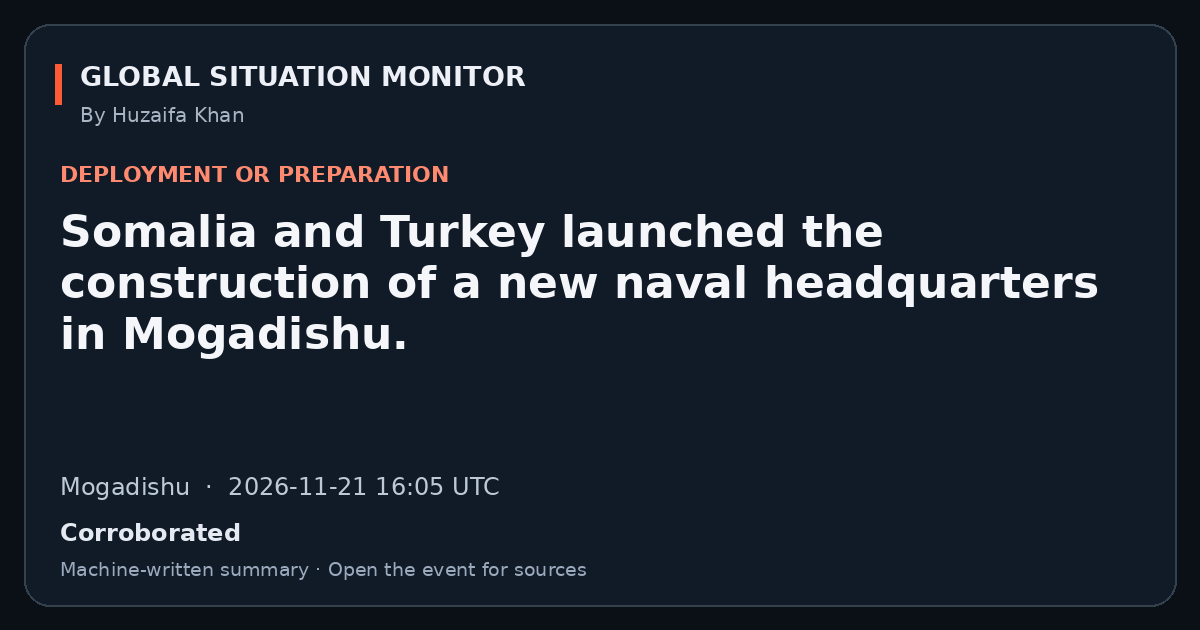 GLOBAL SITUATION MONITOR
By Huzaifa Khan
DEPLOYMENT OR PREPARATION
Somalia and Turkey launched the
construction of a new naval headquarters
in Mogadishu.
Mogadishu · 2026-11-21 16:05 UTC
Corroborated
Machine-written summary · Open the event for sources